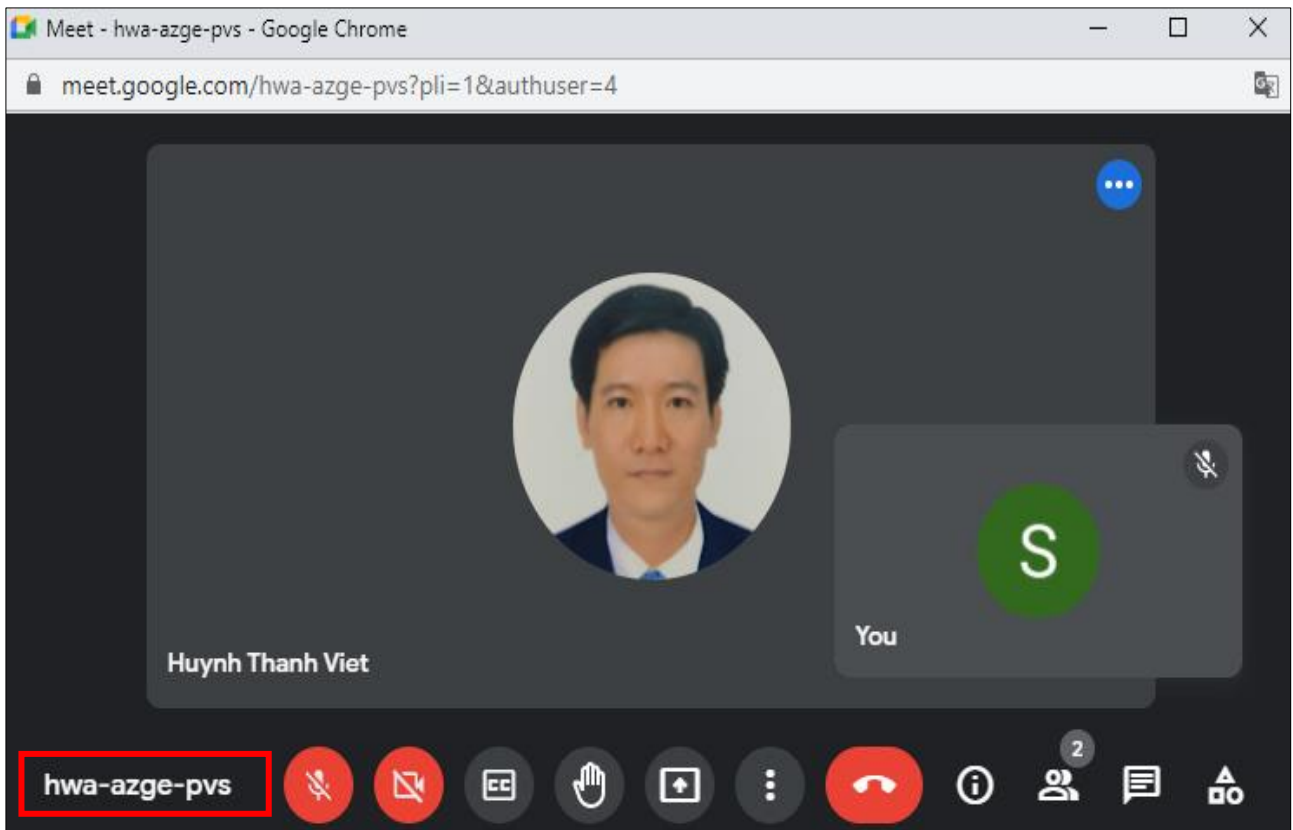 Meet - hwa-azge-pvs - Google Chrome
meet.google.com/hwa-azge-pvs?pli=1&authuser=4
S
You
Huynh Thanh Viet
2
hwa-azge-pvs
CC